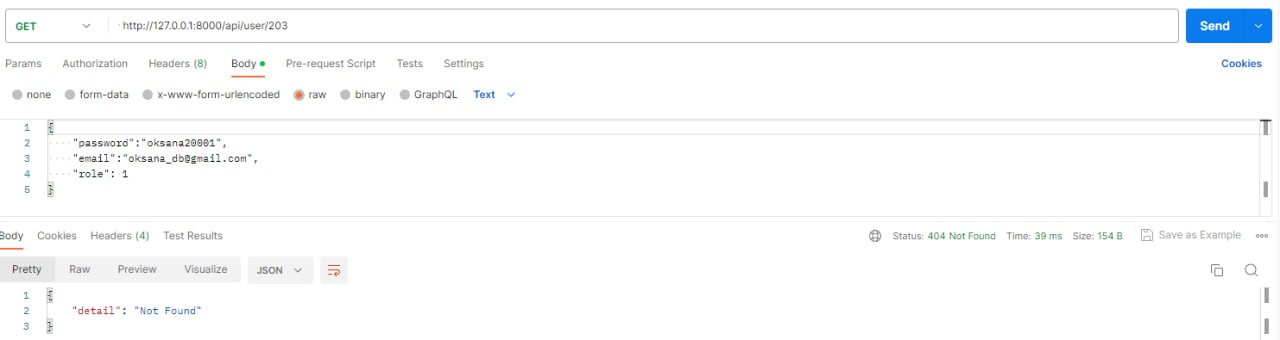 GET http://127.0.0.1:8000/api/user/203 Send
Params Authorization Headers (8) Body Pre-request Script Tests Settings Cookies
none form-data x-www-form-urlencoded raw binary GraphQL Text
1 {
2 "password":"oksana20001",
3 "email":"oksana_db@gmail.com",
4 "role": 1
5 }
Body Cookies Headers (4) Test Results Status: 404 Not Found Time: 39 ms Size: 154 B Save as Example
Pretty Raw Preview Visualize JSON
1 {
2 "detail": "Not Found"
3 }